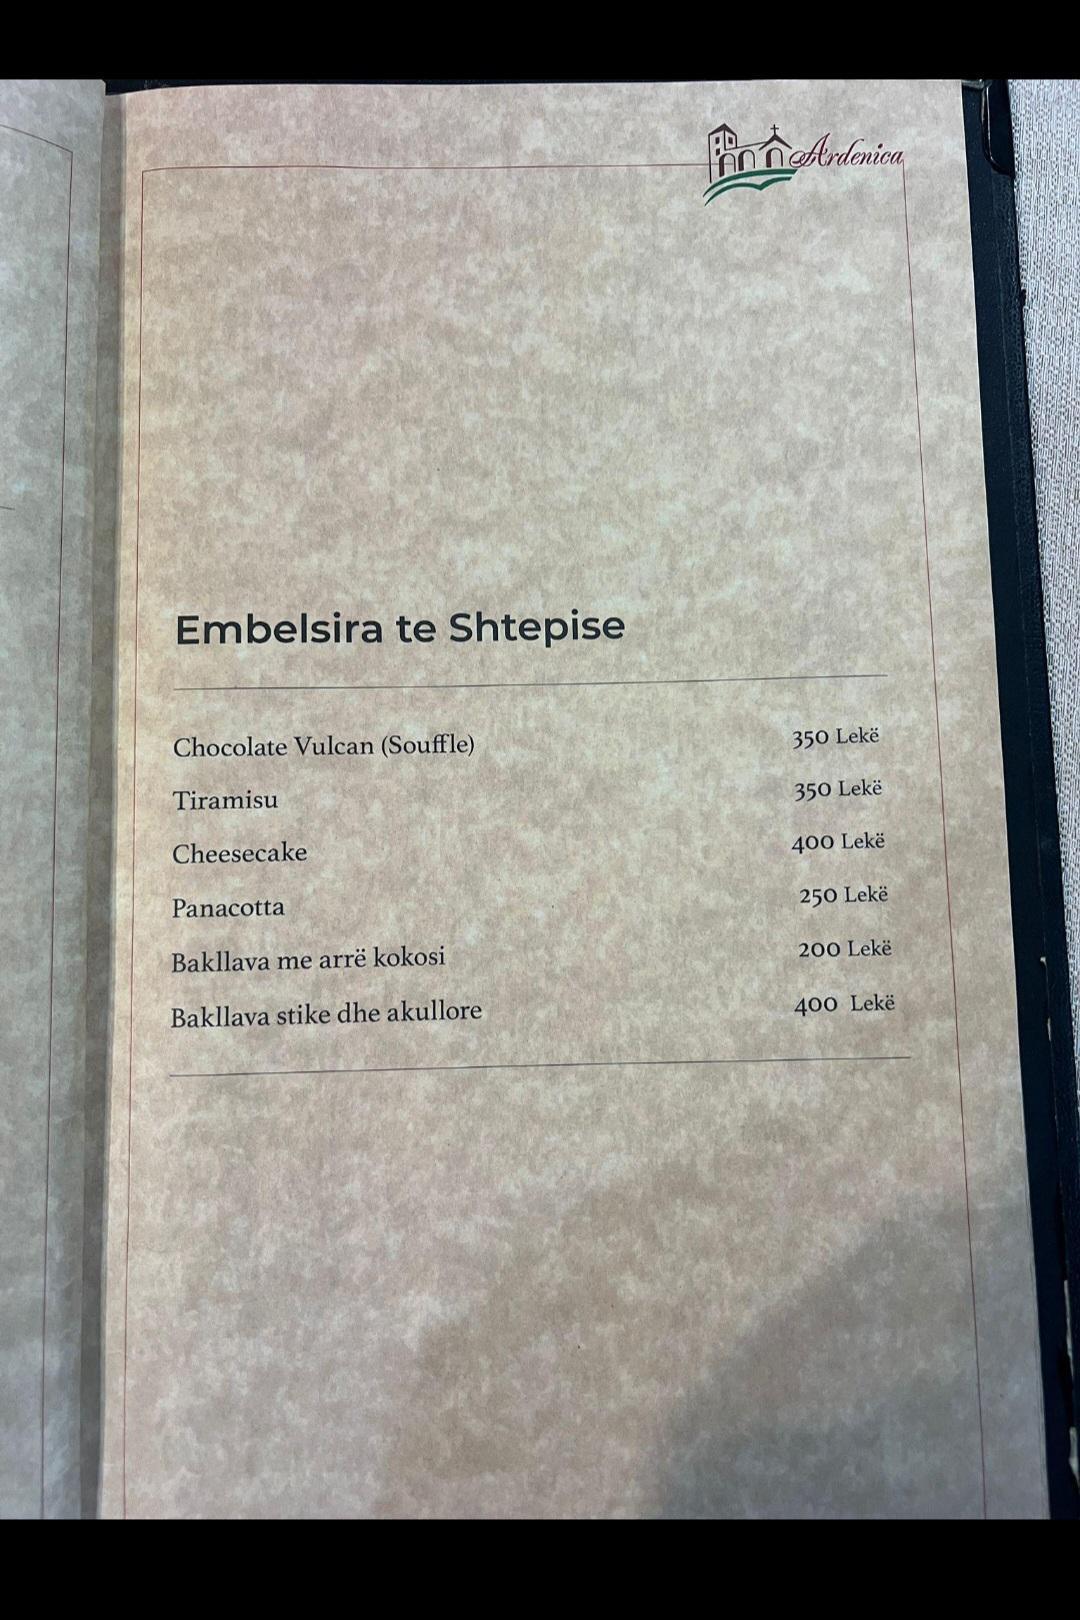 Ardenica
Embelsira te Shtepise
Chocolate Vulcan (Souffle) 350 Lekë
Tiramisu 350 Lekë
Cheesecake 400 Lekë
Panacotta 250 Lekë
Bakllava me arrë kokosi 200 Lekë
Bakllava stike dhe akullore 400 Lekë